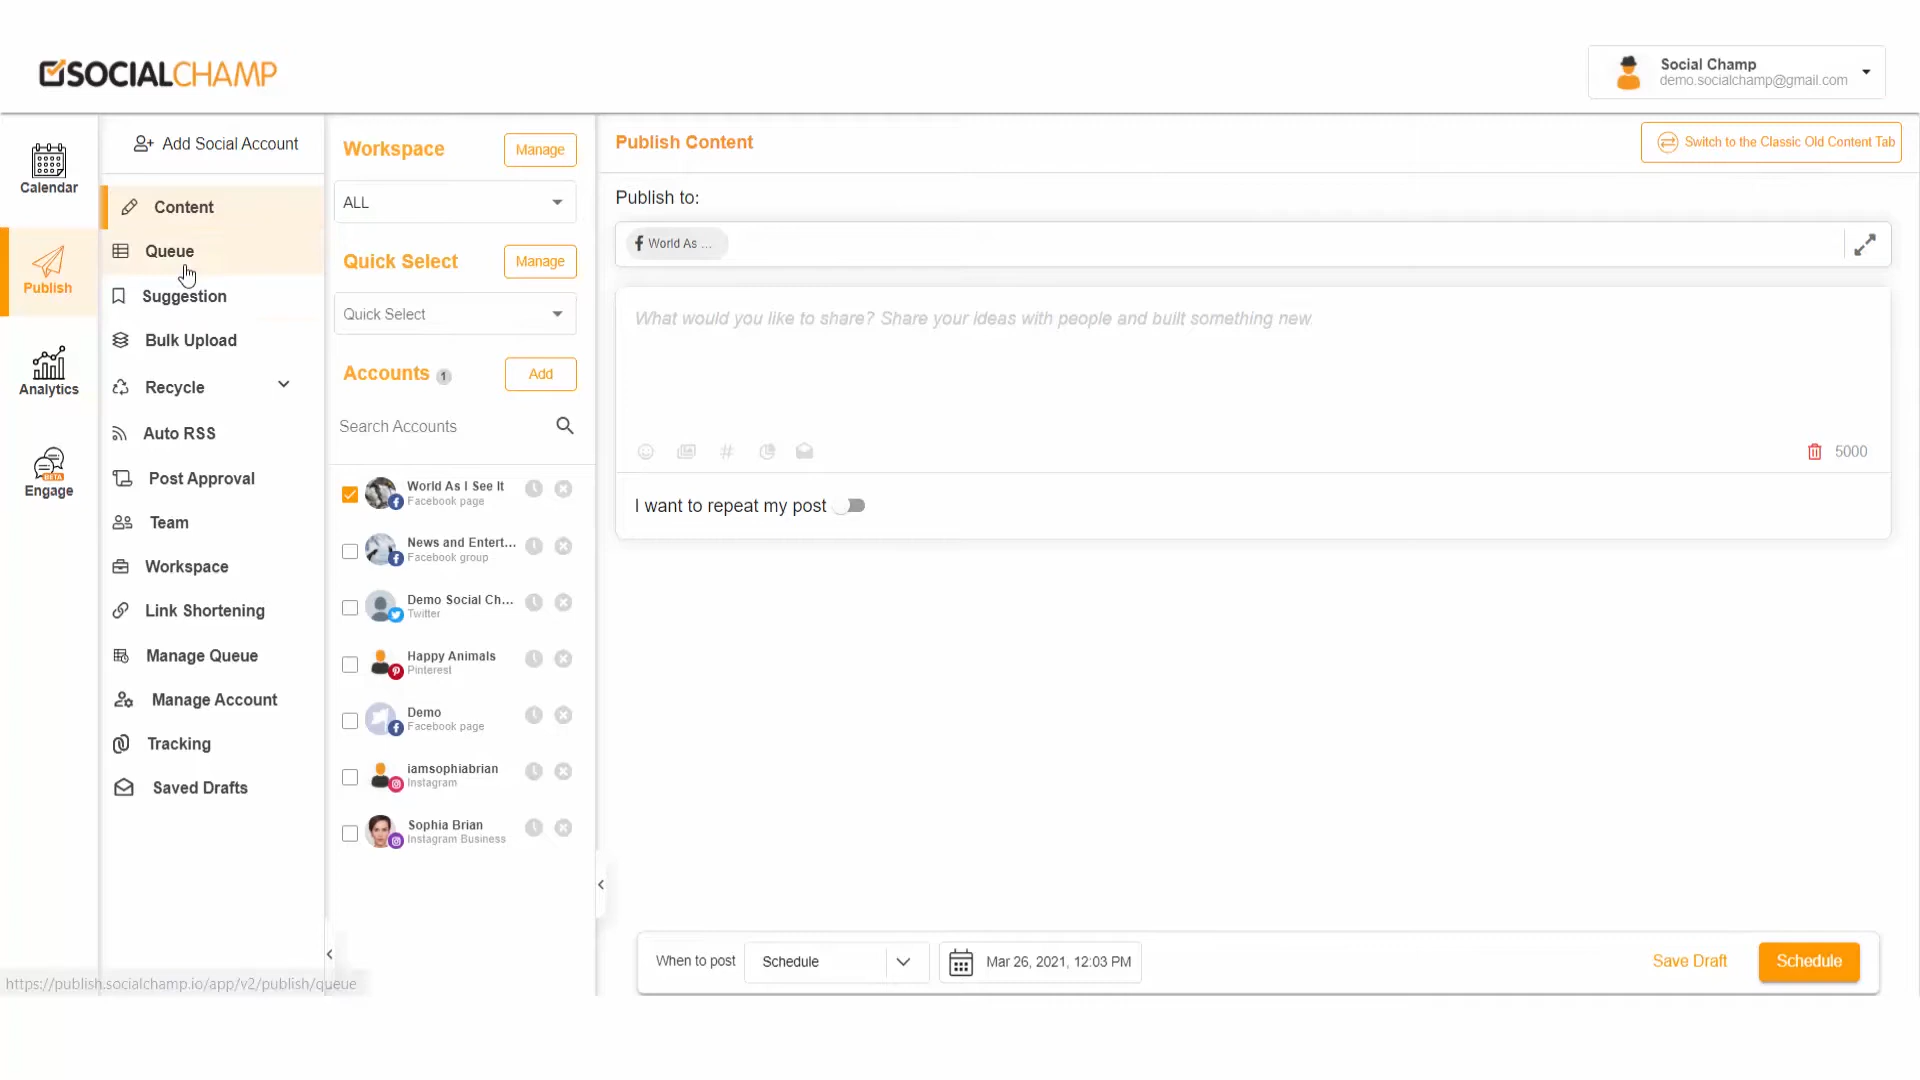 SOCIALCHAMP
Social Champ
demo.socialchamp@gmail.com
Calendar
Publish
Analytics
BETA
Engage
Add Social Account
Content
Queue
Suggestion
Bulk Upload
Recycle
Auto RSS
Post Approval
Team
Workspace
Link Shortening
Manage Queue
Manage Account
Tracking
Saved Drafts
Workspace
Manage
ALL
Quick Select
Manage
Quick Select
Accounts 1
Add
Search Accounts
World As I See It
Facebook page
News and Entert...
Facebook group
Demo Social Ch...
Twitter
Happy Animals
Pinterest
Demo
Facebook page
iamsophiabrian
Instagram
Sophia Brian
Instagram Business
Publish Content
Switch to the Classic Old Content Tab
Publish to:
World As ...
What would you like to share? Share your ideas with people and built something new
5000
I want to repeat my post
When to post
Schedule
Mar 26, 2021, 12:03 PM
Save Draft
Schedule
https://publish.socialchamp.io/app/v2/publish/queue